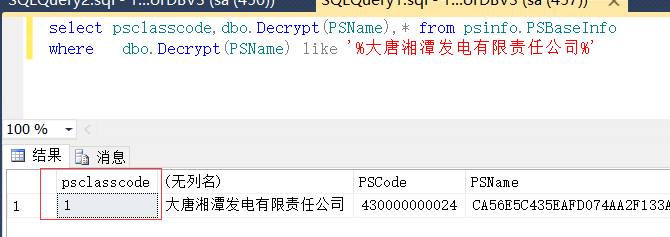 SQLQuery2.sql - 1...orDBV3 (sa (450)) SQLQuery1.sql - 1...orDBV3 (sa (457))
select psclasscode,dbo.Decrypt(PSName),* from psinfo.PSBaseInfo
where dbo.Decrypt(PSName) like '%大唐湘潭发电有限责任公司%'
100 %
结果 消息
psclasscode (无列名) PSCode PSName
1 1 大唐湘潭发电有限责任公司 430000000024 CA56E5C435EAFD074AA2F133A